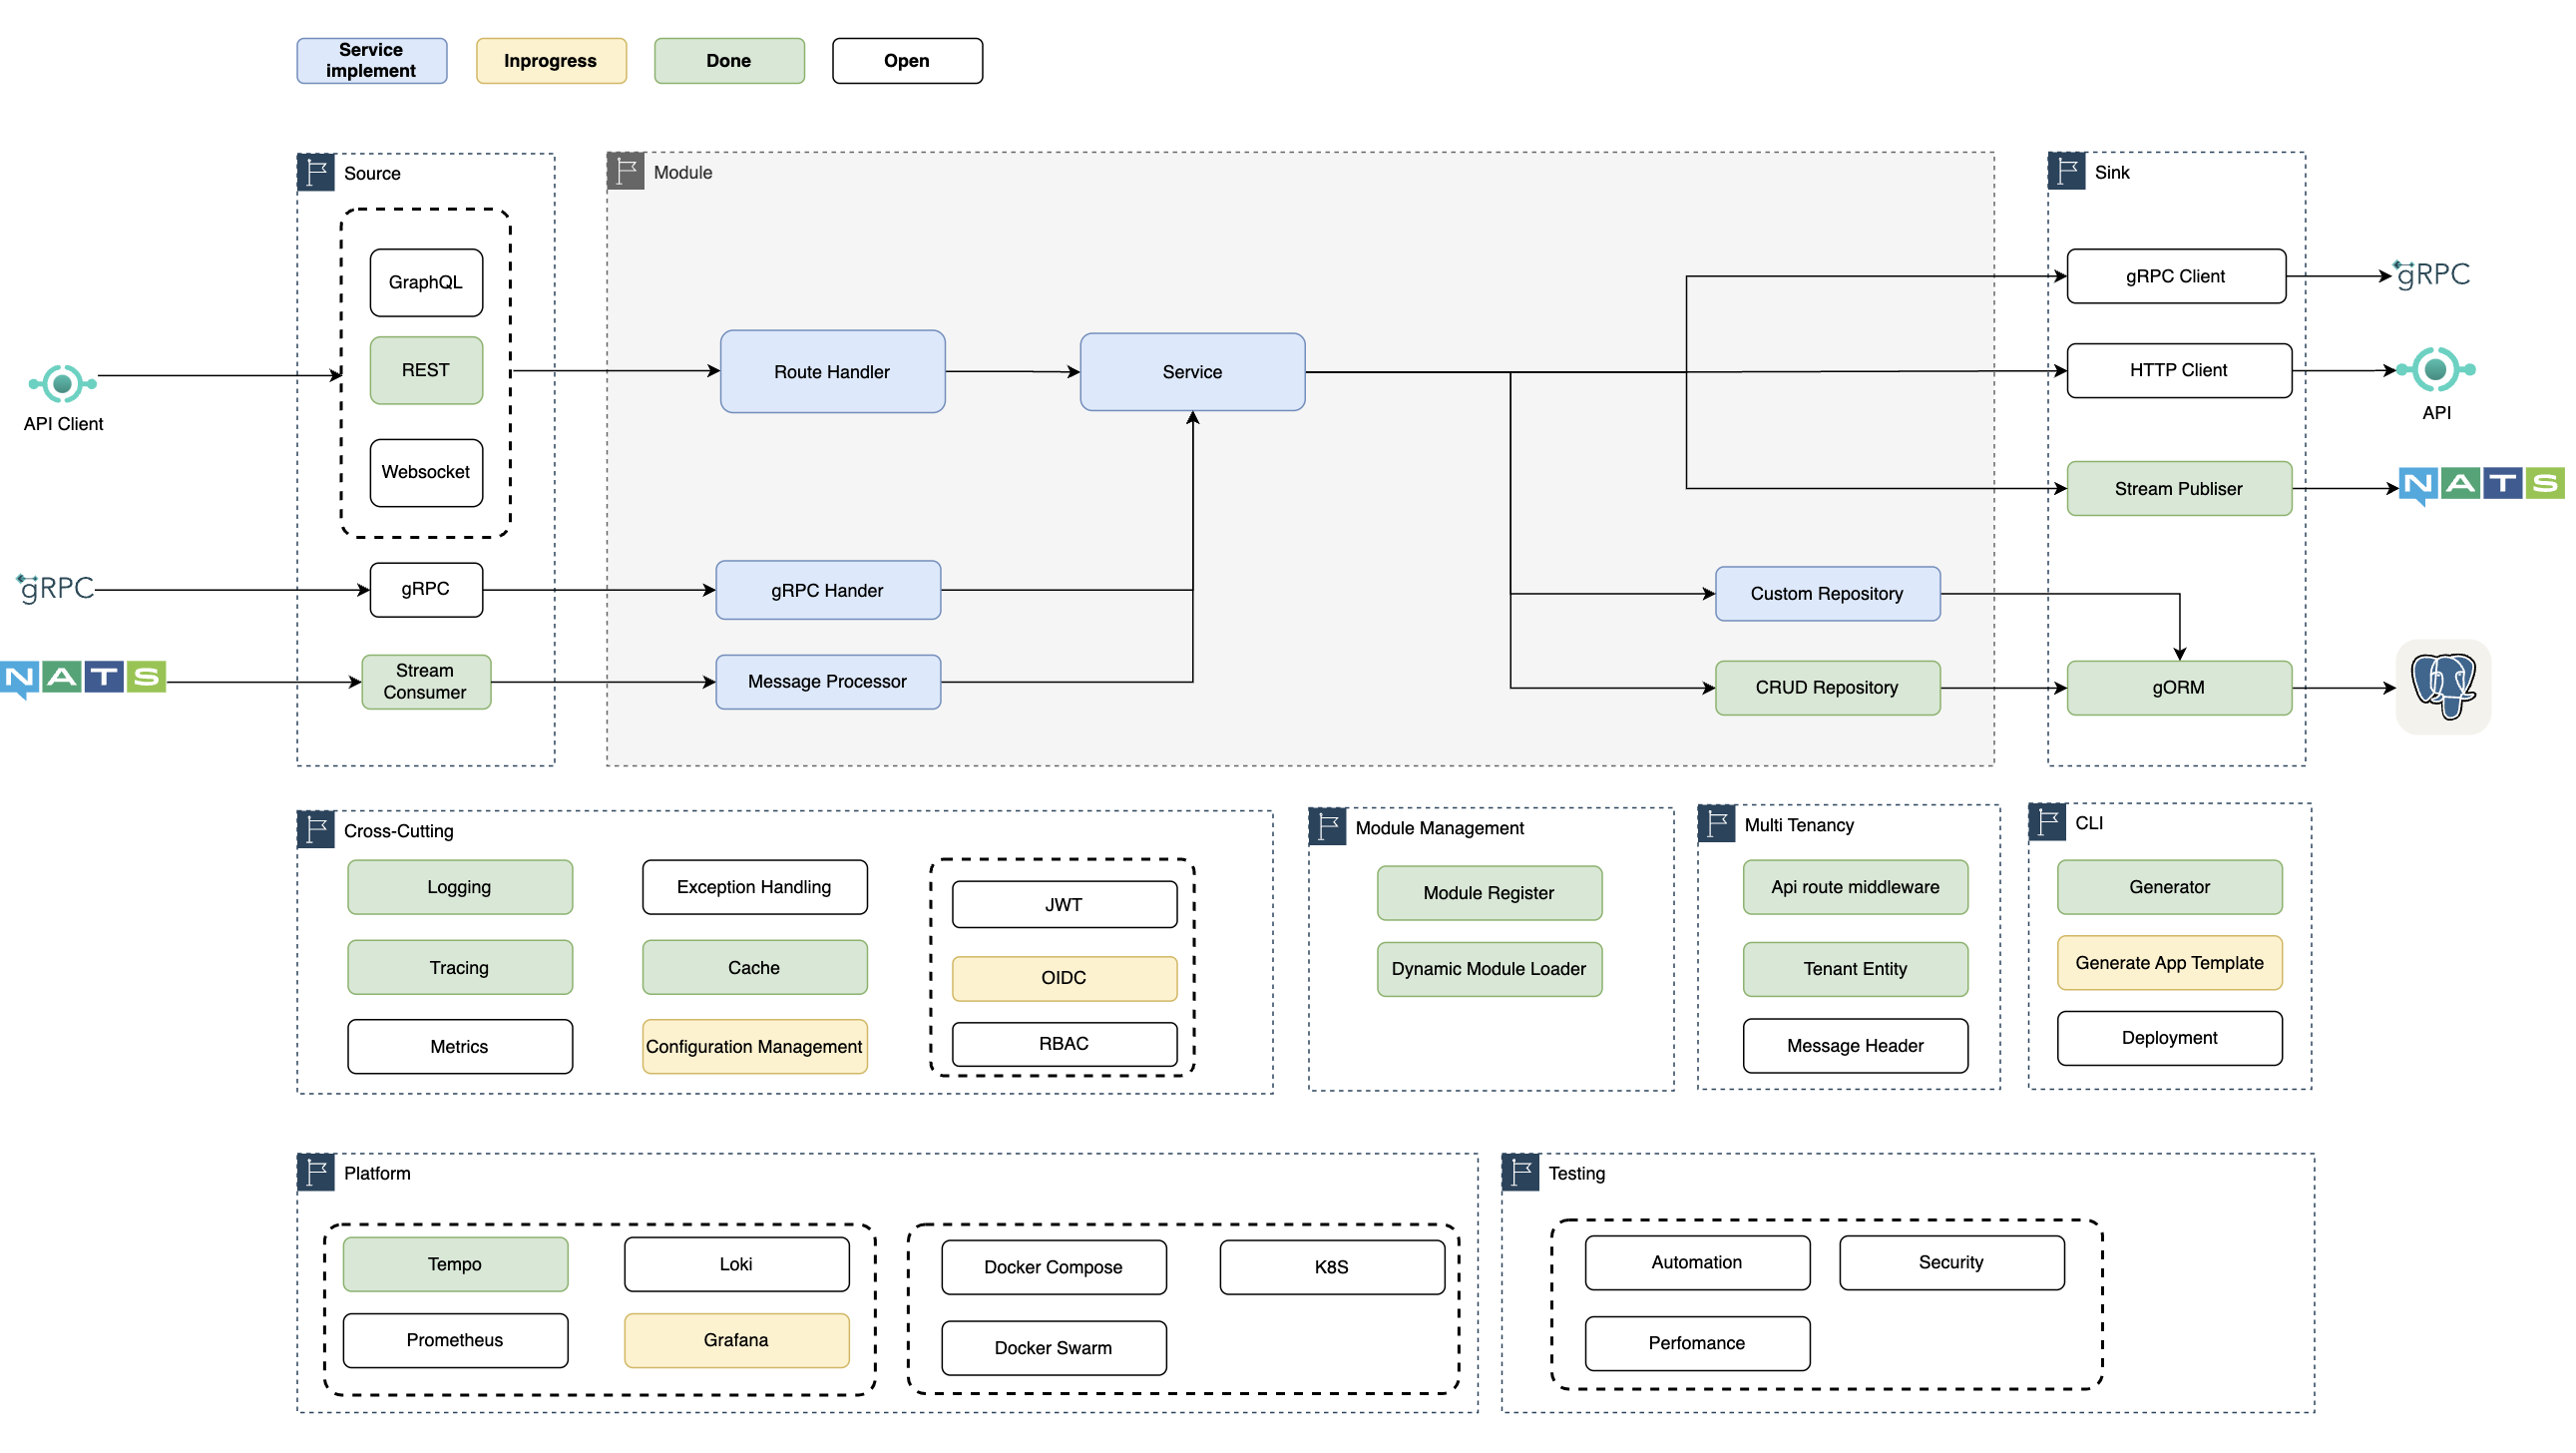 Service
implement
Inprogress
Done
Open
Source
Module
Sink
GraphQL
REST
Websocket
API Client
Route Handler
Service
gRPC Client
gRPC
HTTP Client
API
Stream Publiser
NATS
gRPC
gRPC
gRPC Hander
Custom Repository
NATS
Stream
Consumer
Message Processor
CRUD Repository
gORM
Cross-Cutting
Logging
Exception Handling
JWT
Tracing
Cache
OIDC
Metrics
Configuration Management
RBAC
Module Management
Module Register
Dynamic Module Loader
Multi Tenancy
Api route middleware
Tenant Entity
Message Header
CLI
Generator
Generate App Template
Deployment
Platform
Tempo
Loki
Prometheus
Grafana
Docker Compose
K8S
Docker Swarm
Testing
Automation
Security
Perfomance